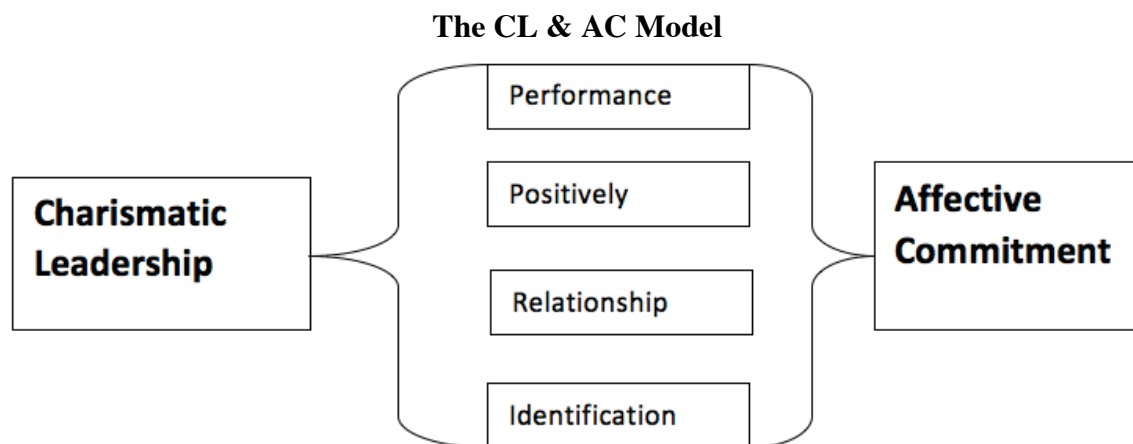 The CL & AC Model
Performance
Positively
Charismatic
Leadership
Affective
Commitment
Relationship
Identification